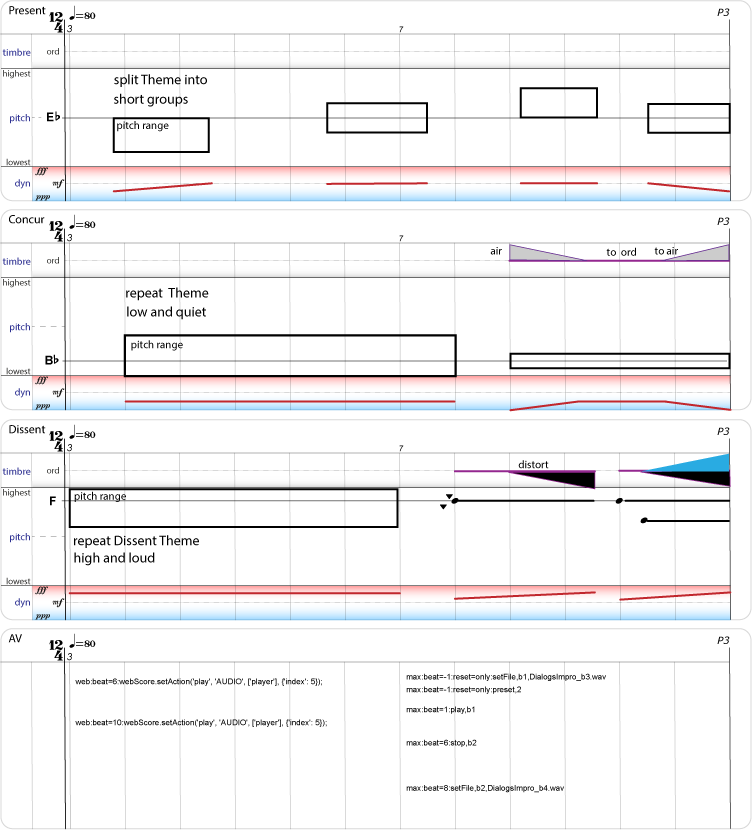 Present
12
4
♩=80
P3
3
7
timbre
ord
highest
split Theme into
short groups
pitch
E♭
pitch range
lowest
fff
dyn
mf
ppp
Concur
12
4
♩=80
P3
3
7
air
to ord
to air
timbre
ord
highest
repeat Theme
low and quiet
pitch
pitch range
B♭
lowest
fff
dyn
mf
ppp
Dissent
12
4
♩=80
P3
3
7
distort
timbre
ord
highest
pitch range
F
pitch
repeat Dissent Theme
high and loud
lowest
fff
dyn
mf
ppp
AV
12
4
♩=80
P3
3
web:beat=6:webScore.setAction('play', 'AUDIO', ['player'], {'index': 5});
web:beat=10:webScore.setAction('play', 'AUDIO', ['player'], {'index': 5});
max:beat=-1:reset=only:setFile,b1,DialogsImpro_b3.wav
max:beat=-1:reset=only:preset,2
max:beat=1:play,b1
max:beat=6:stop,b2
max:beat=8:setFile,b2,DialogsImpro_b4.wav